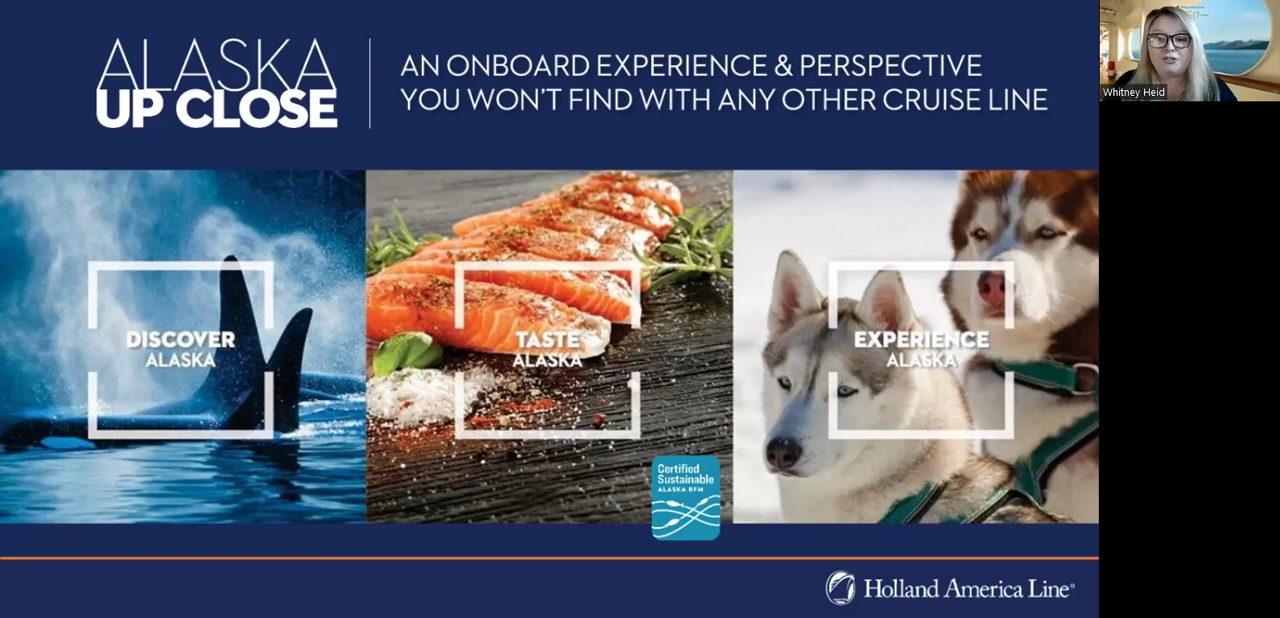 ALASKA
UP CLOSE
AN ONBOARD EXPERIENCE & PERSPECTIVE
YOU WON'T FIND WITH ANY OTHER CRUISE LINE
Whitney Heid
DISCOVER
ALASKA
TASTE
ALASKA
EXPERIENCE
ALASKA
Certified
Sustainable
ALASKA RFM
Holland America Line®